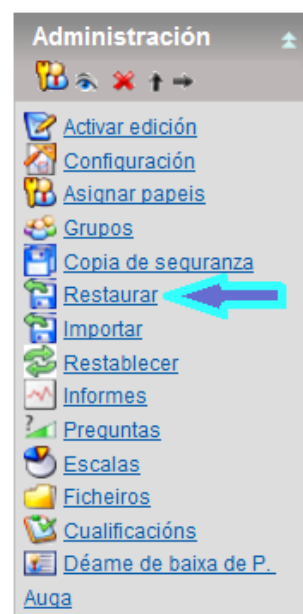 Administración
Activar edición
Configuración
Asignar papeis
Grupos
Copia de seguranza
Restaurar
Importar
Restablecer
Informes
Preguntas
Escalas
Ficheiros
Cualificacións
Déame de baixa de P.
Auga